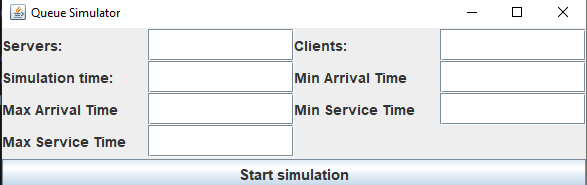 Queue Simulator
Servers: Clients:
Simulation time: Min Arrival Time
Max Arrival Time Min Service Time
Max Service Time
Start simulation